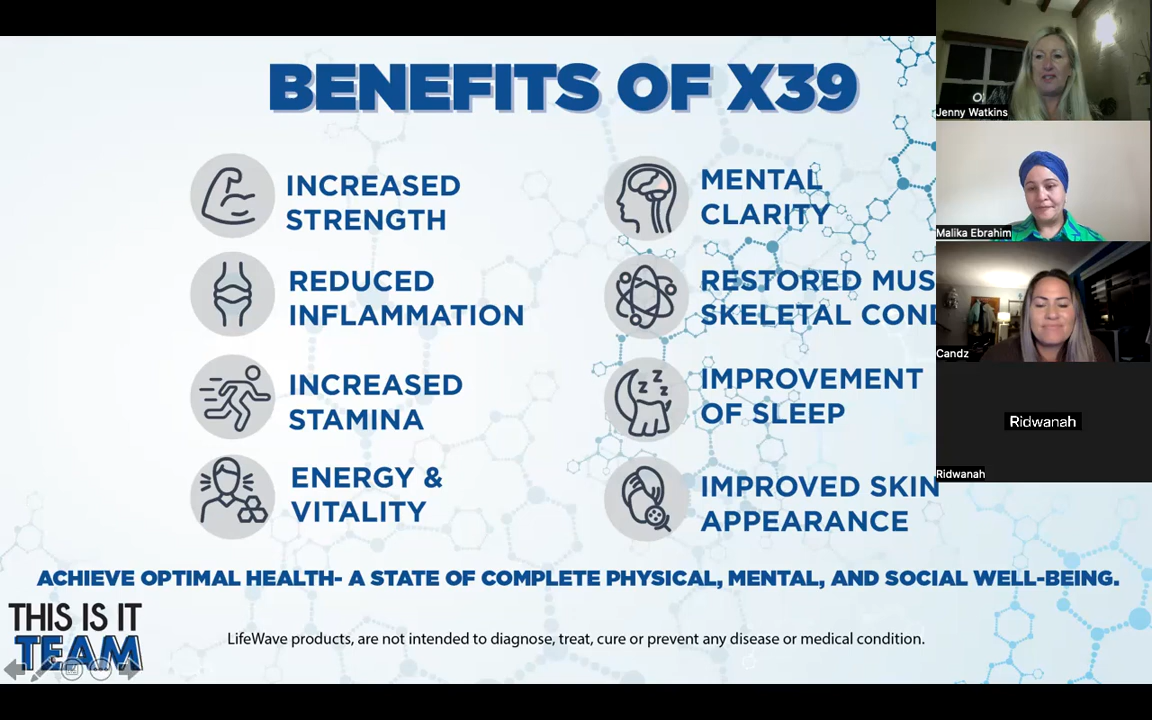 BENEFITS OF X39
INCREASED
STRENGTH
REDUCED
INFLAMMATION
INCREASED
STAMINA
ENERGY &
VITALITY
MENTAL
CLARITY
RESTORED MUS
SKELETAL COND
IMPROVEMENT
OF SLEEP
IMPROVED SKIN
APPEARANCE
ACHIEVE OPTIMAL HEALTH- A STATE OF COMPLETE PHYSICAL, MENTAL, AND SOCIAL WELL-BEING.
THIS IS IT
TEAM
LifeWave products, are not intended to diagnose, treat, cure or prevent any disease or medical condition.
Jenny Watkins
Malika Ebrahim
Candz
Ridwanah
Ridwanah